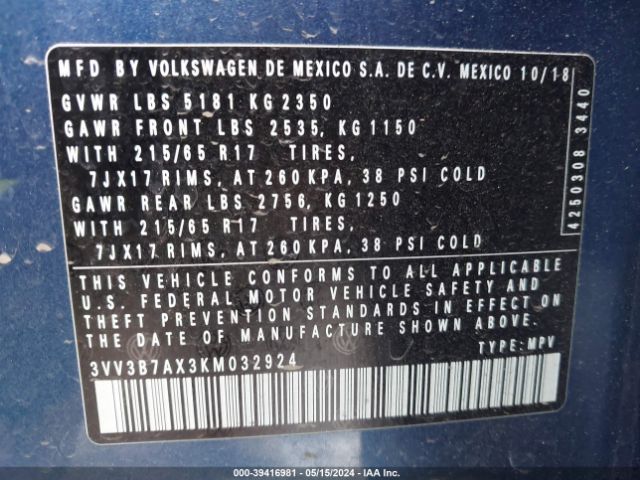 MFD BY VOLKSWAGEN DE MEXICO S.A. DE C.V. MEXICO 10/18
GVWR LBS 5181 KG 2350
GAWR FRONT LBS 2535, KG 1150
WITH 215/65 R17 TIRES,
7JX17 RIMS, AT 260 KPA, 38 PSI COLD
GAWR REAR LBS 2756, KG 1250
WITH 215/65 R17 TIRES,
7JX17 RIMS, AT 260 KPA, 38 PSI COLD
4250308 3440
THIS VEHICLE CONFORMS TO ALL APPLICABLE
U.S. FEDERAL MOTOR VEHICLE SAFETY AND
THEFT PREVENTION STANDARDS IN EFFECT ON
THE DATE OF MANUFACTURE SHOWN ABOVE.
3VV3B7AX3KM032924
TYPE: MPV
000-39416981 - 05/15/2024 - IAA Inc.